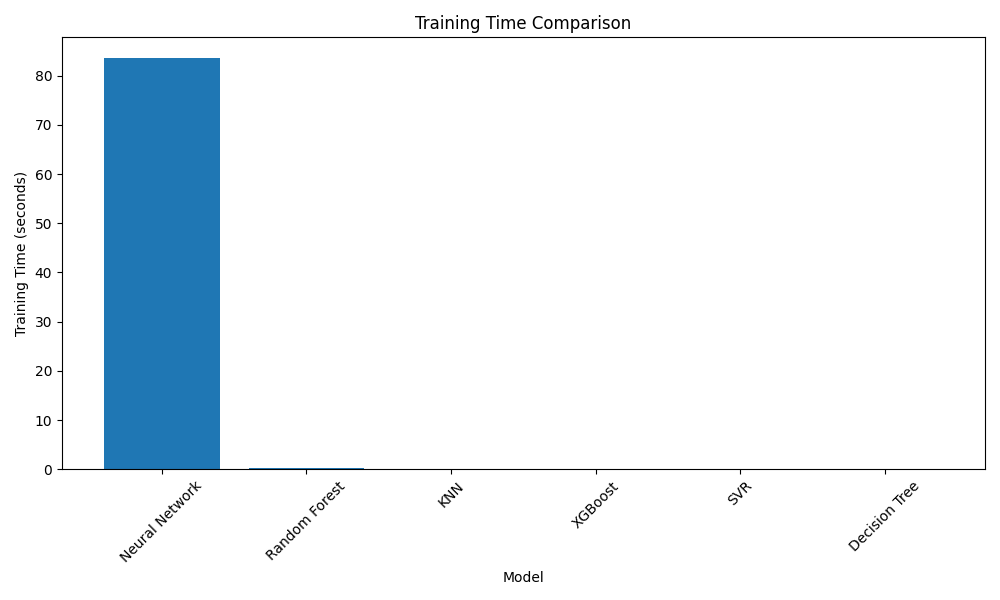 Training Time Comparison
Training Time (seconds)
80
70
60
50
40
30
20
10
0
Neural Network
Random Forest
KNN
XGBoost
SVR
Decision Tree
Model